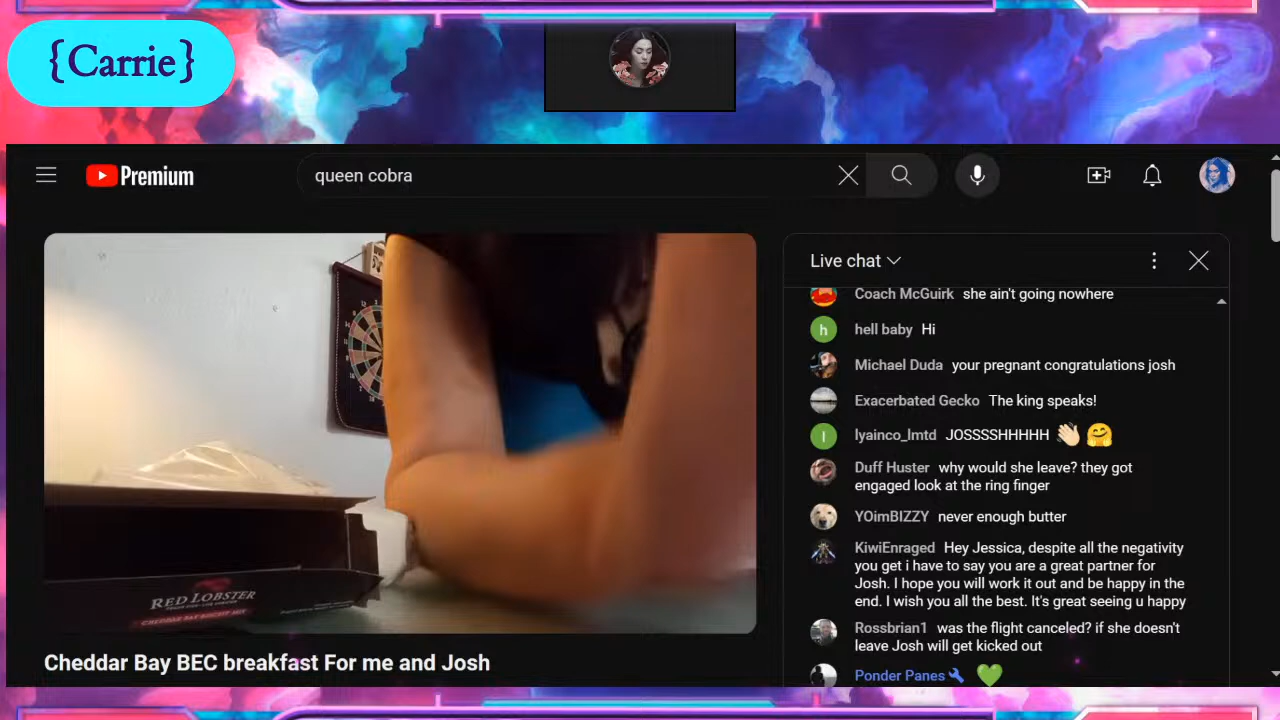 {Carrie}
Premium
queen cobra
Live chat
Coach McGuirk she ain't going nowhere
h hell baby Hi
Michael Duda your pregnant congratulations josh
Exacerbated Gecko The king speaks!
l lyainco_lmtd JOSSSSHHHHH 👋🏻🤗
Duff Huster why would she leave? they got
engaged look at the ring finger
YOimBIZZY never enough butter
KiwiEnraged Hey Jessica, despite all the negativity
you get i have to say you are a great partner for
Josh. I hope you will work it out and be happy in the
end. I wish you all the best. It's great seeing u happy
Rossbrian1 was the flight canceled? if she doesn't
leave Josh will get kicked out
Ponder Panes 💚
RED LOBSTER
CHEDDAR BAY BISCUIT MIX
Cheddar Bay BEC breakfast For me and Josh